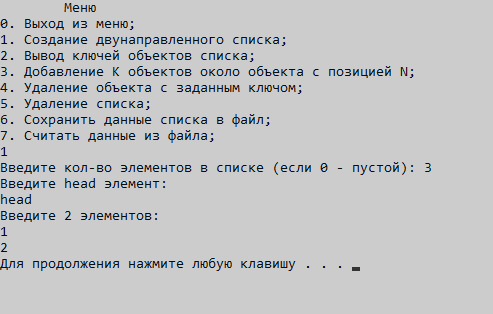 Меню
0. Выход из меню;
1. Создание двунаправленного списка;
2. Вывод ключей объектов списка;
3. Добавление K объектов около объекта с позицией N;
4. Удаление объекта с заданным ключом;
5. Удаление списка;
6. Сохранить данные списка в файл;
7. Считать данные из файла;
1
Введите кол-во элементов в списке (если 0 - пустой): 3
Введите head элемент:
head
Введите 2 элементов:
1
2
Для продолжения нажмите любую клавишу . . .